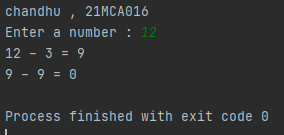 chandhu , 21MCA016
Enter a number : 12
12 - 3 = 9
9 - 9 = 0
Process finished with exit code 0